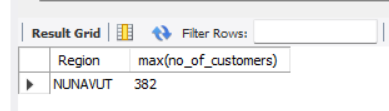 Result Grid Filter Rows:
Region max(no_of_customers)
NUNAVUT 382